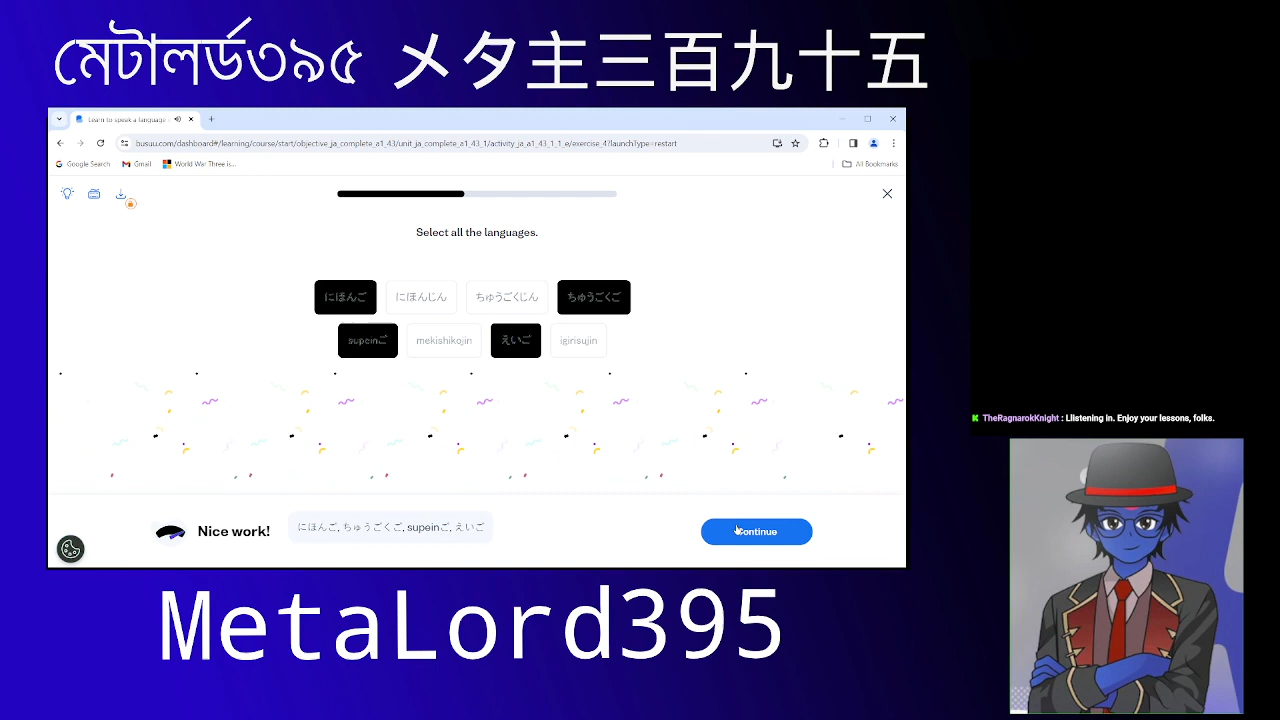 মেটালর্ড৩৯৫ メタ主三百九十五
Learn to speak a language
busuu.com/dashboard#/learning/course/start/objective_ja_complete_a1_43/unit_ja_complete_a1_43_1/activity_ja_a1_43_1_1_e/exercise_4?launchType=restart
Google Search Gmail World War Three is... All Bookmarks
Select all the languages.
にほんご にほんじん ちゅうごくじん ちゅうごくご
supeinご mekishikojin えいご igirisujin
TheRagnarokKnight : Llistening in. Enjoy your lessons, folks.
Nice work! にほんご, ちゅうごくご, supeinご, えいご Continue
MetaLord395